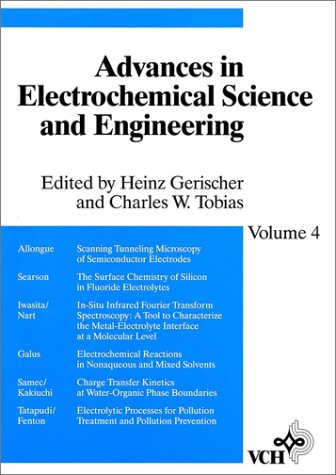 Advances in
Electrochemical Science
and Engineering
Edited by Heinz Gerischer
and Charles W. Tobias
Volume 4
Allongue Scanning Tunneling Microscopy
of Semiconductor Electrodes
Searson The Surface Chemistry of Silicon
in Fluoride Electrolytes
Iwasita/ In-Situ Infrared Fourier Transform
Nart Spectroscopy: A Tool to Characterize
the Metal-Electrolyte Interface
at a Molecular Level
Galus Electrochemical Reactions
in Nonaqueous and Mixed Solvents
Samec/ Charge Transfer Kinetics
Kakiuchi at Water-Organic Phase Boundaries
Tatapudi/ Electrolytic Processes for Pollution
Fenton Treatment and Pollution Prevention
VCH